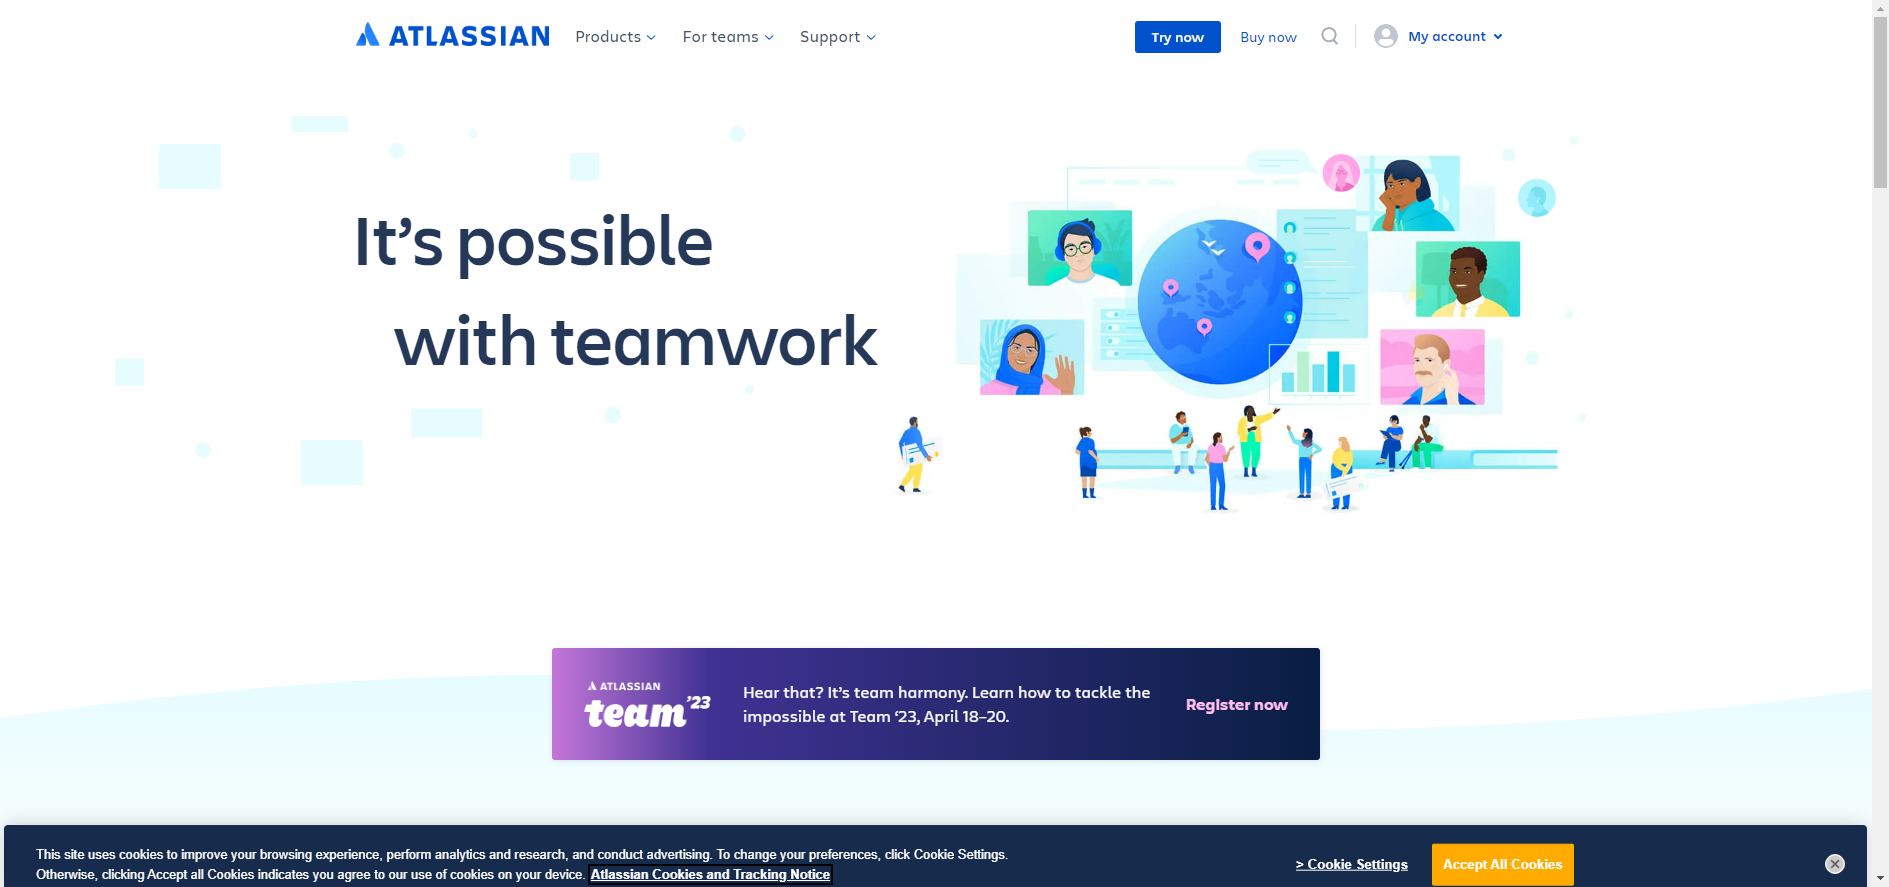 ATLASSIAN Products For teams Support Try now Buy now My account
It's possible
with teamwork
ATLASSIAN
team '23
Hear that? It's team harmony. Learn how to tackle the
impossible at Team ‘23, April 18–20.
Register now
This site uses cookies to improve your browsing experience, perform analytics and research, and conduct advertising. To change your preferences, click Cookie Settings.
Otherwise, clicking Accept all Cookies indicates you agree to our use of cookies on your device. Atlassian Cookies and Tracking Notice
> Cookie Settings
Accept All Cookies